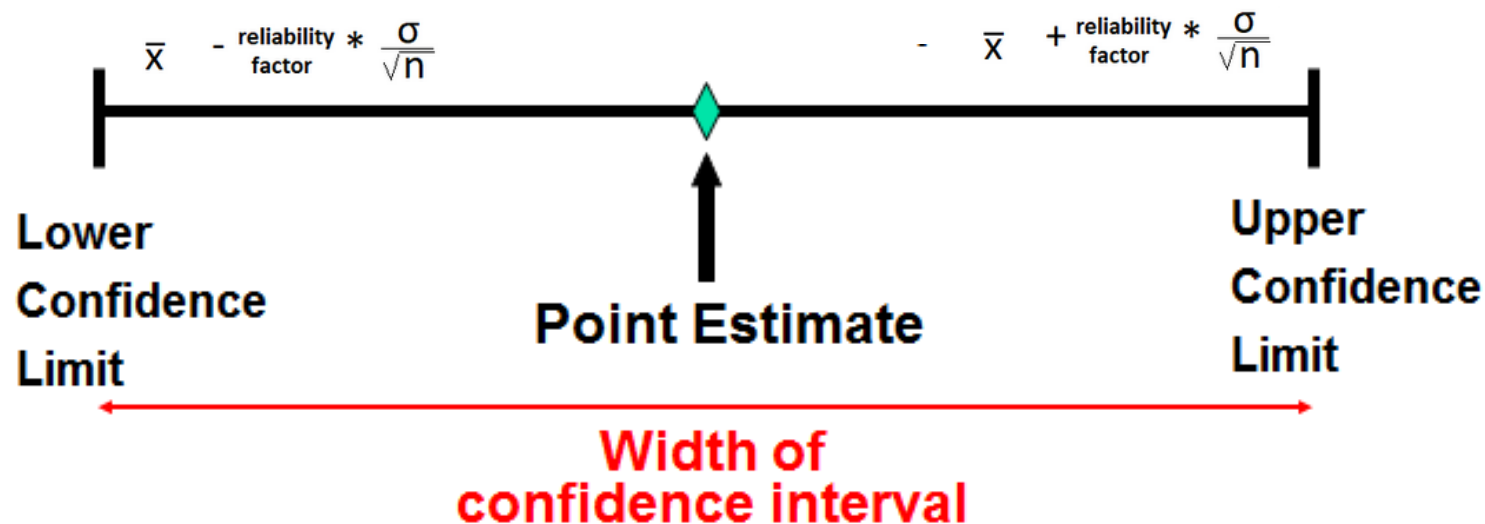 x̅ - reliability factor * σ/√n
- x̅ + reliability factor * σ/√n
Lower
Confidence
Limit
Point Estimate
Upper
Confidence
Limit
Width of
confidence interval